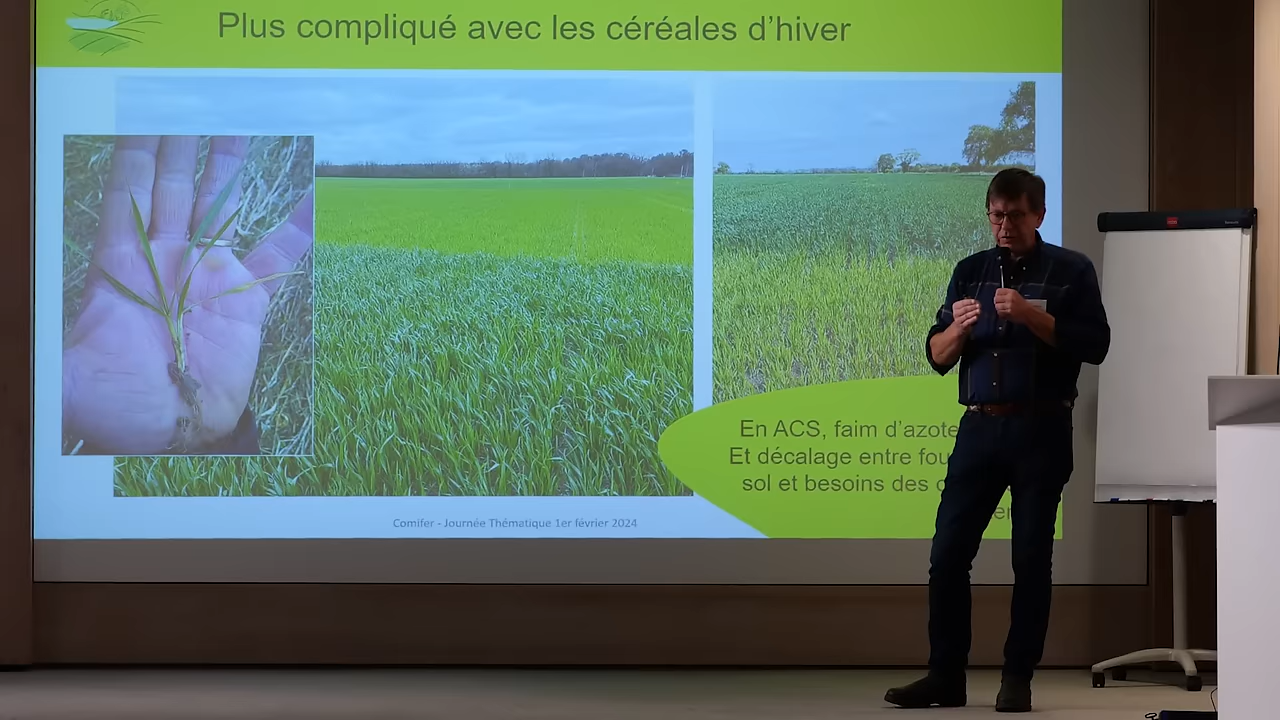 Plus compliqué avec les céréales d’hiver
En ACS, faim d’azote
Et décalage entre fou
sol et besoins des
Comifer - Journée Thématique 1er février 2024